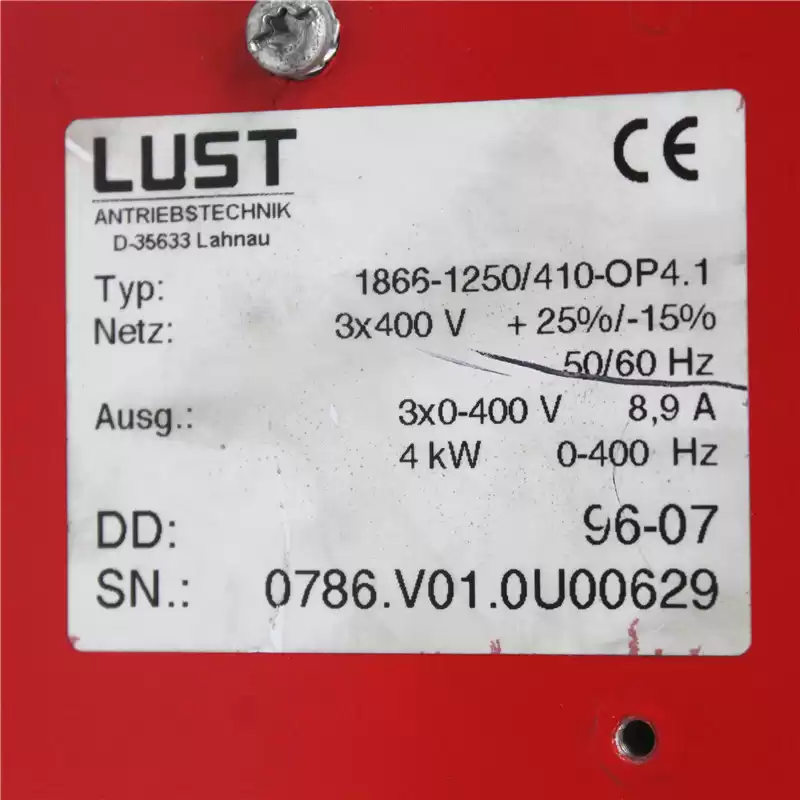 LUST
CE
ANTRIEBSTECHNIK
D-35633 Lahnau
Typ: 1866-1250/410-OP4.1
Netz: 3x400 V + 25%/-15%
50/60 Hz
Ausg.: 3x0-400 V 8,9 A
4 kW 0-400 Hz
DD: 96-07
SN.: 0786.V01.0U00629